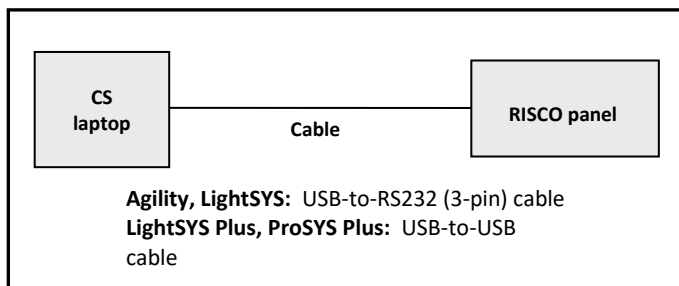 CS
laptop
Cable
RISCO panel
Agility, LightSYS: USB-to-RS232 (3-pin) cable
LightSYS Plus, ProSYS Plus: USB-to-USB
cable